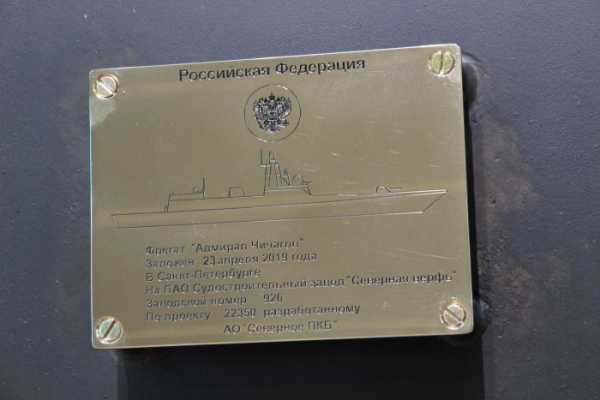 Российская Федерация
Фрегат "Адмирал Чичагов"
Заложен 23 апреля 2019 года
В Санкт-Петербурге
На ПАО Судостроительный завод "Северная верфь"
Заводской номер 926
По проекту 22350 разработанному
АО "Северное ПКБ"